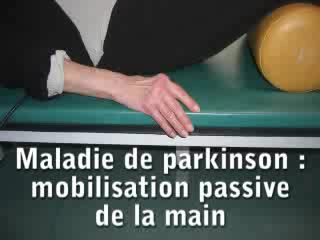 Maladie de parkinson :
mobilisation passive
de la main